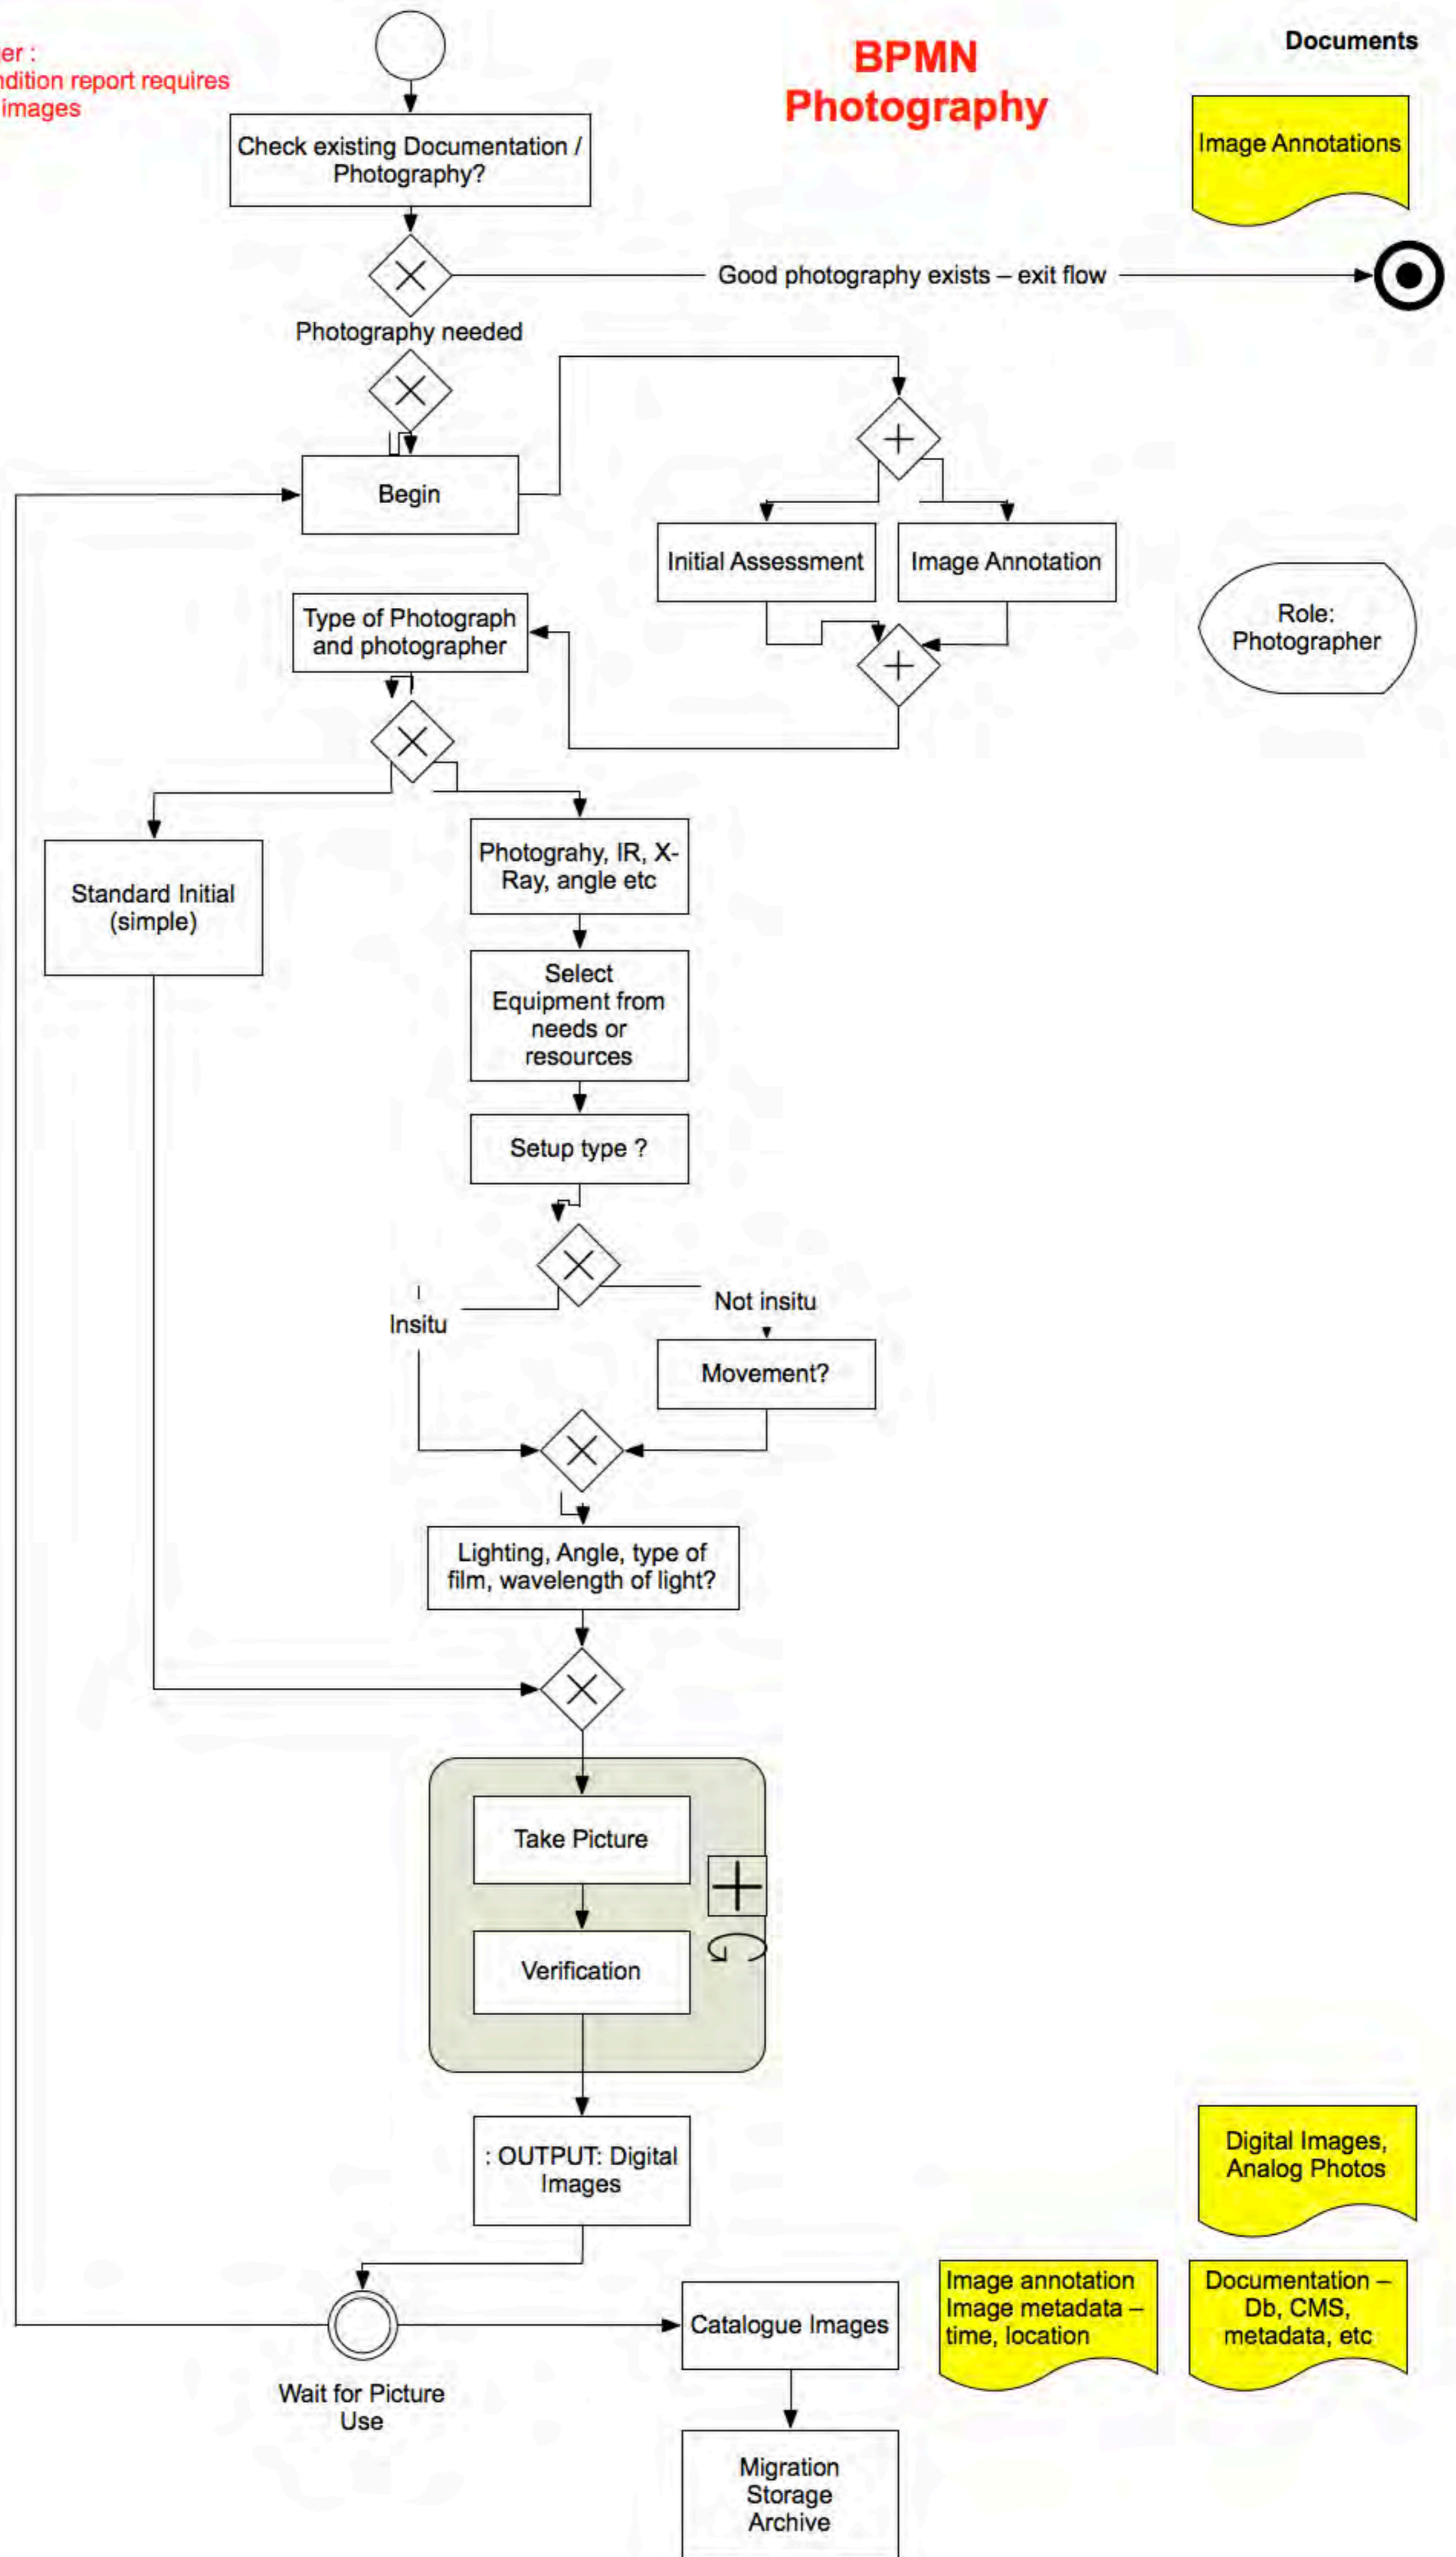 er :
ndition report requires
images
BPMN
Photography
Documents
Image Annotations
Check existing Documentation /
Photography?
Good photography exists – exit flow
Photography needed
Begin
Initial Assessment
Image Annotation
Type of Photograph
and photographer
Role:
Photographer
Standard Initial
(simple)
Photograhy, IR, X-
Ray, angle etc
Select
Equipment from
needs or
resources
Setup type ?
Insitu
Not insitu
Movement?
Lighting, Angle, type of
film, wavelength of light?
Take Picture
Verification
: OUTPUT: Digital
Images
Digital Images,
Analog Photos
Wait for Picture
Use
Catalogue Images
Image annotation
Image metadata –
time, location
Documentation –
Db, CMS,
metadata, etc
Migration
Storage
Archive